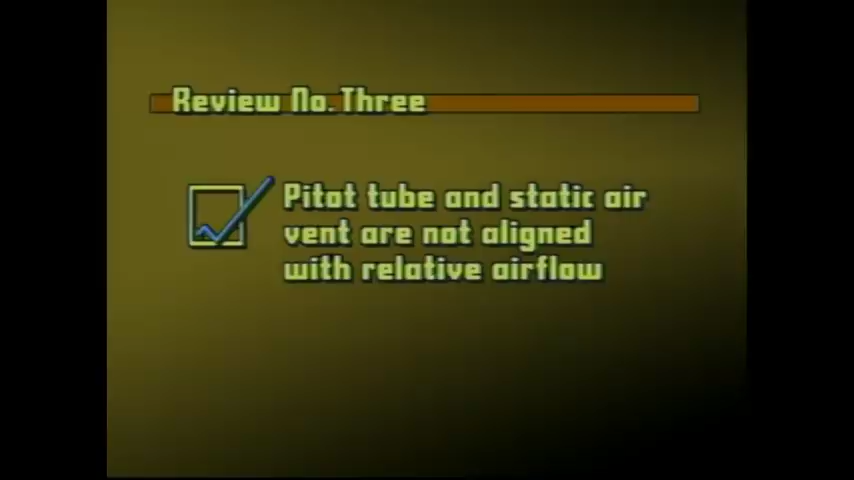 Review No. Three
Pitot tube and static air
vent are not aligned
with relative airflow